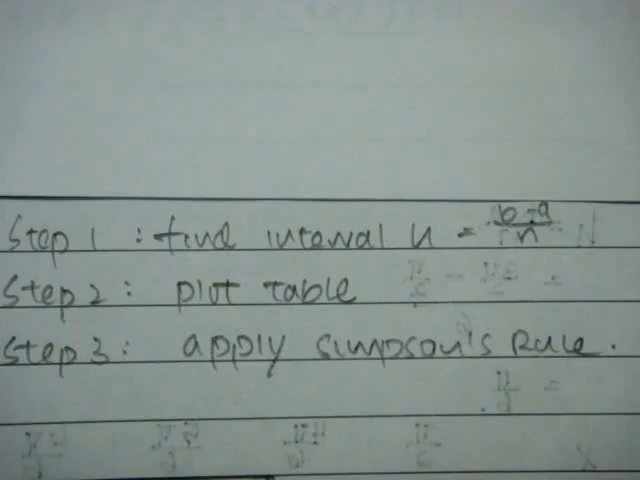 Step 1 : find interval h = b-a/n
Step 2 : plot table
Step 3 : apply simpson's Rule.